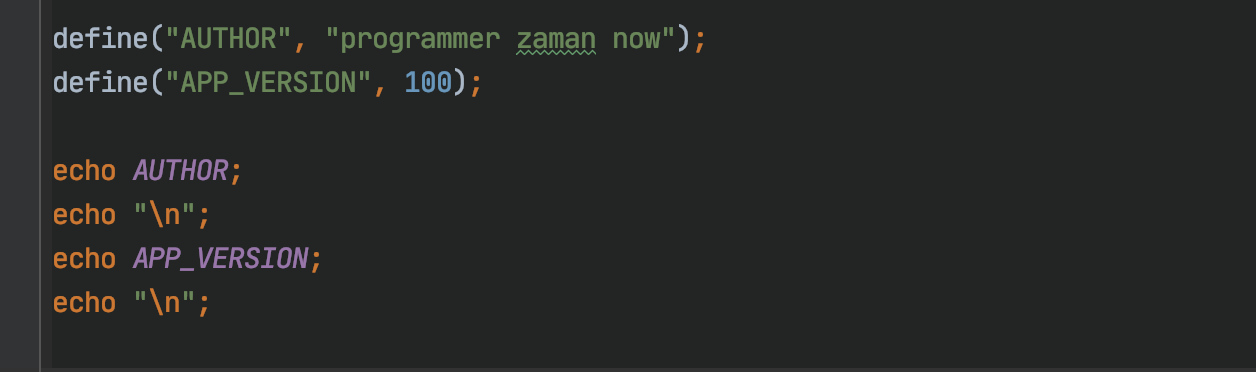 define("AUTHOR", "programmer zaman now");
define("APP_VERSION", 100);
echo AUTHOR;
echo "\n";
echo APP_VERSION;
echo "\n";